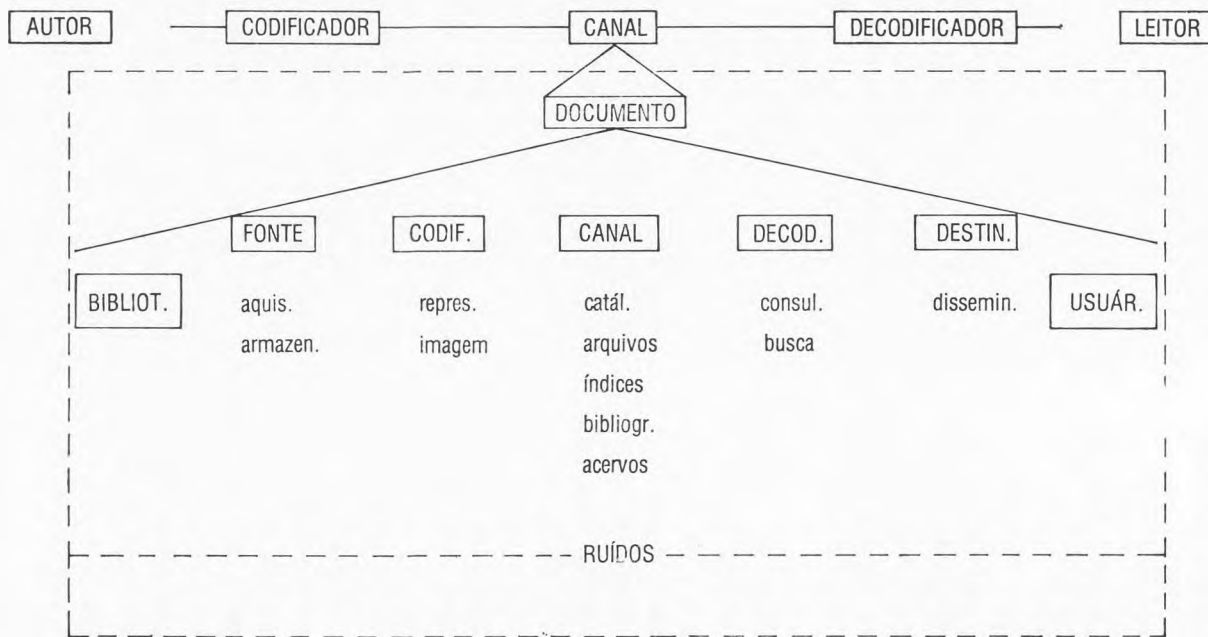 AUTOR CODIFICADOR CANAL DECODIFICADOR LEITOR
DOCUMENTO
FONTE CODIF. CANAL DECOD. DESTIN.
BIBLIOT. aquis. repres. catál. consul. dissemin. USUÁR.
armazen. imagem arquivos busca
índices
bibliogr.
acervos
RUÍDOS